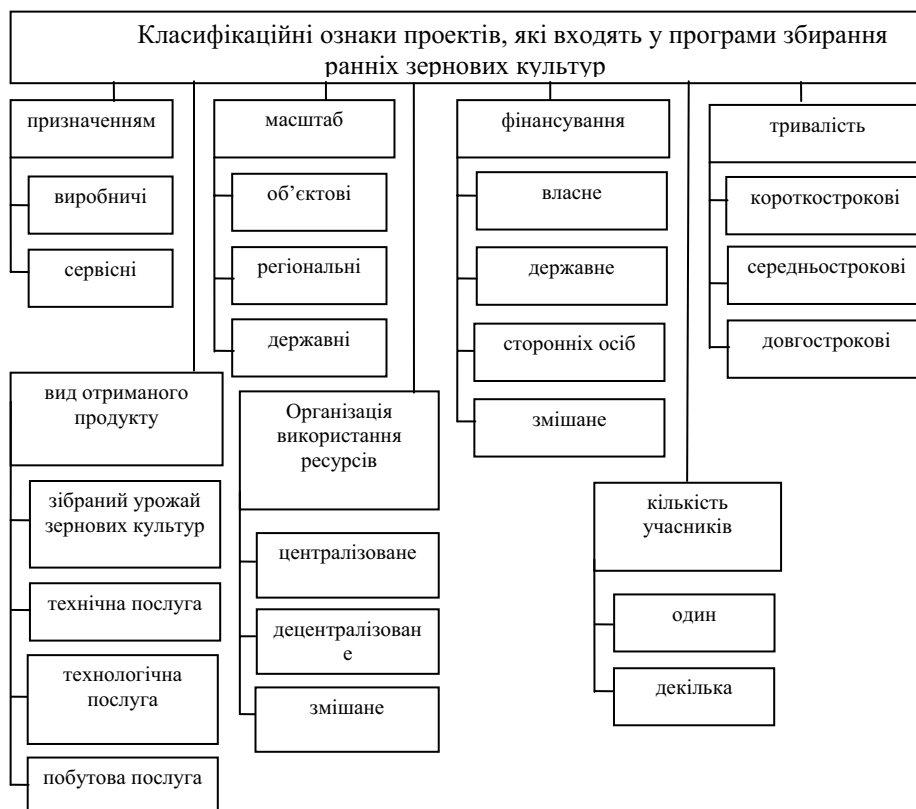 Класифікаційні ознаки проектів, які входять у програми збирання
ранніх зернових культур
призначенням
виробничі
сервісні
масштаб
об’єктові
регіональні
державні
фінансування
власне
державне
сторонніх осіб
змішане
тривалість
короткострокові
середньострокові
довгострокові
вид отриманого
продукту
зібраний урожай
зернових культур
технічна послуга
технологічна
послуга
побутова послуга
Організація
використання
ресурсів
централізоване
децентралізован
е
змішане
кількість
учасників
один
декілька